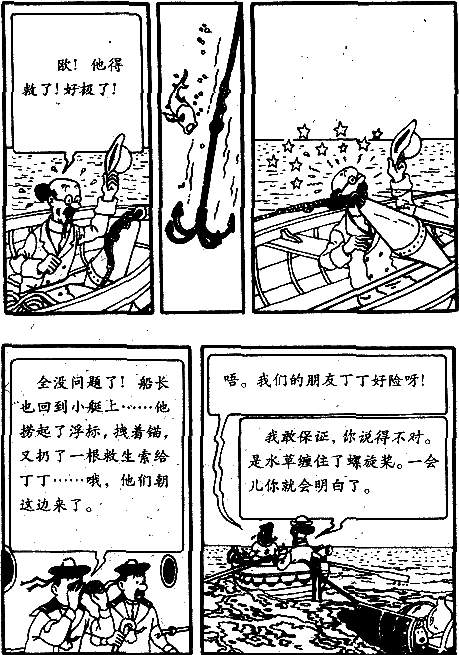 欧！他得
救了！好极了！
全没问题了！船长
也回到小艇上……他
捞起了浮标，拽着锚，
又扔了一根救生索给
丁丁……哦，他们朝
这边来了。
唔。我们的朋友丁丁好险呀！
我敢保证，你说得不对。
是水草缠住了螺旋桨。一会
儿你就会明白了。